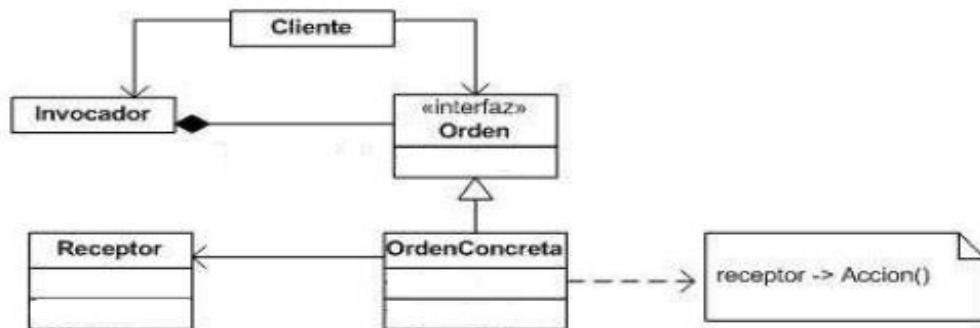 Cliente
Invocador
«interfaz»
Orden
Receptor
OrdenConcreta
receptor -> Accion()